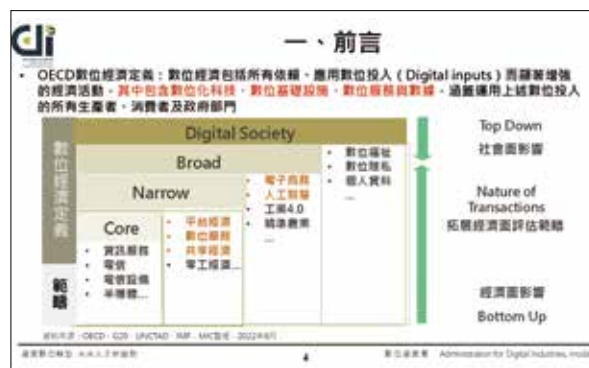 cdi
一、前言
• OECD數位經濟定義:數位經濟包括所有依賴、應用數位投入(Digital inputs)而顯著增強
的經濟活動,其中包含數位化科技、數位基礎設施、數位服務與數據,涵蓋運用上述數位投入
的所有生產者、消費者及政府部門
數位經濟定義
範疇
Digital Society
Broad
Narrow
Core
• 資訊服務
• 電信
• 電信設備
• 半導體...
• 平台經濟
• 數位服務
• 共享經濟
• 零工經濟...
• 電子商務
• 人工智慧
• 工業4.0
• 精準農業
...
• 數位福祉
• 數位隱私
• 個人資料
...
Top Down
社會面影響
Nature of
Transactions
拓展經濟面評估範疇
經濟面影響
Bottom Up
資料來源:OECD、G20、UNCTAD、IMF、MIC整理,2022年6月
4
數位產業署 Administration for Digital Industries, moda